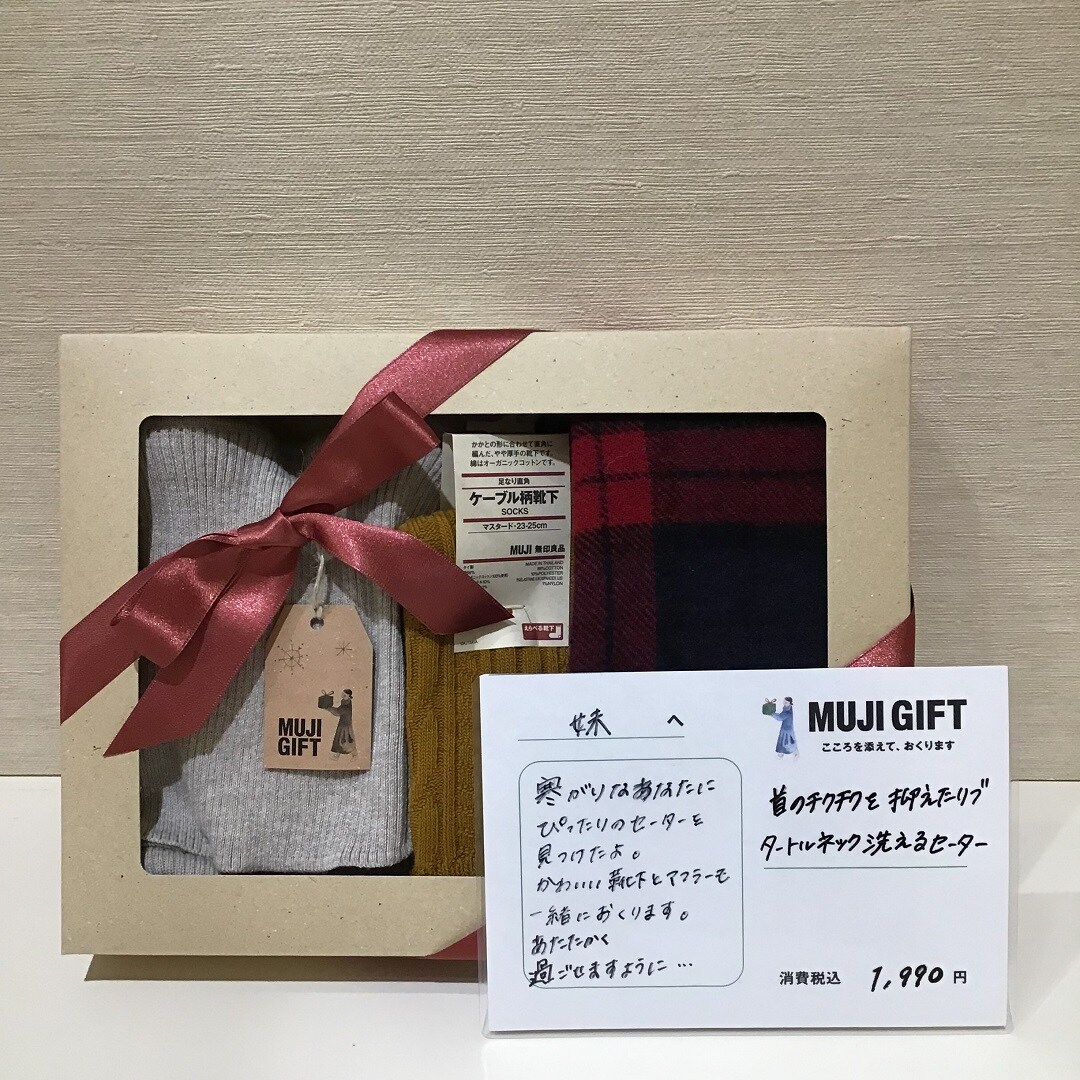 かかとの形に合わせて直角に
編んだ、やや厚手の靴下です。
綿はオーガニックコットンです。
足なり直角
ケーブル柄靴下
SOCKS
マスタード・23-25cm
MUJI 無印良品
MADE IN THAILAND
えらべる靴下
MUJI
GIFT
妹 へ
寒がりなあなたに
ぴったりのセーターを
見つけたよ。
かわいい靴下とマフラーも
一緒におくります。
あたたかく
過ごせますように…
MUJI GIFT
こころを添えて、おくります
首のチクチクを抑えたリブ
タートルネック洗えるセーター
消費税込 1,990 円